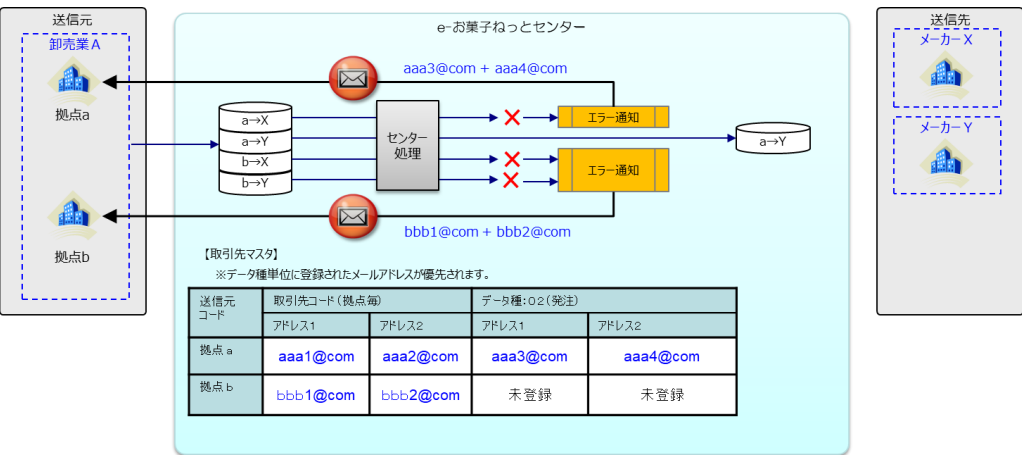 送信元
卸売業A
拠点a
拠点b
e-お菓子ねっとセンター
aaa3@com + aaa4@com
a→X
a→Y
b→X
b→Y
センター
処理
エラー通知
エラー通知
a→Y
bbb1@com + bbb2@com
【取引先マスタ】
※データ種単位に登録されたメールアドレスが優先されます。
送信元
コード
取引先コード(拠点毎)
データ種:02(発注)
アドレス1
アドレス2
アドレス1
アドレス2
拠点a
aaa1@com
aaa2@com
aaa3@com
aaa4@com
拠点b
bbb1@com
bbb2@com
未登録
未登録
送信先
メーカーX
メーカーY